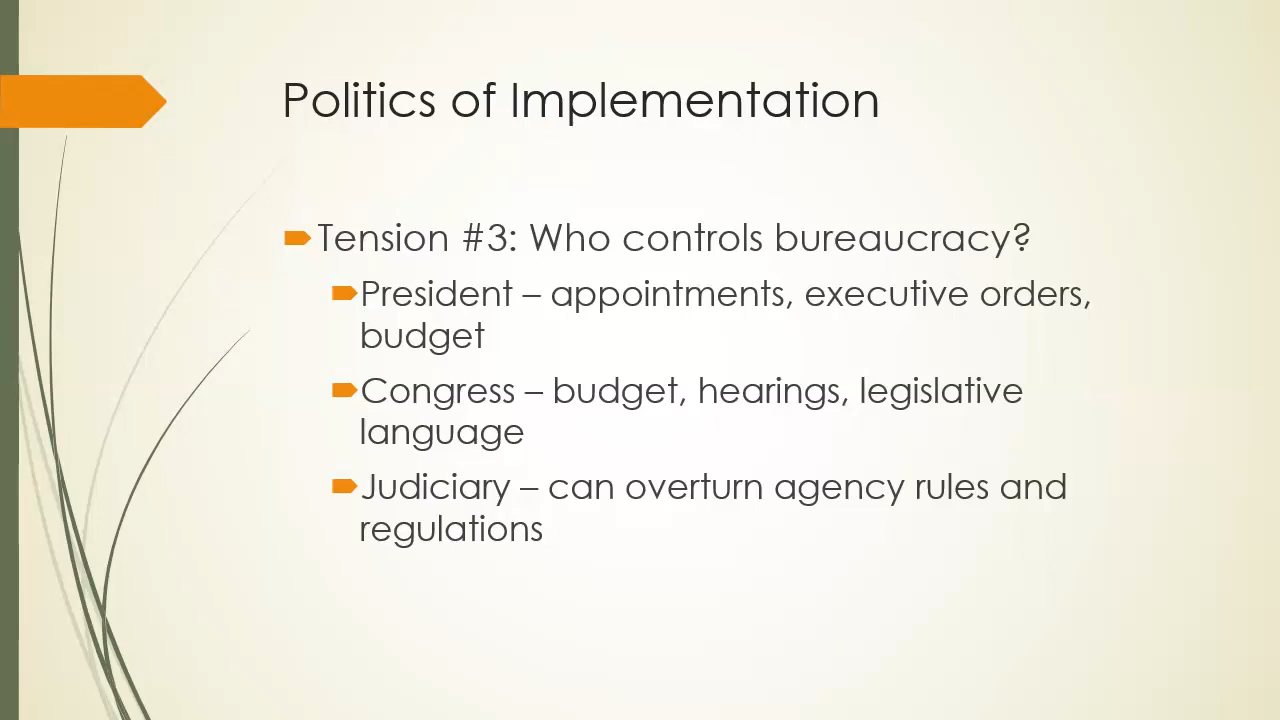 Politics of Implementation
Tension #3: Who controls bureaucracy?
President – appointments, executive orders,
budget
Congress – budget, hearings, legislative
language
Judiciary – can overturn agency rules and
regulations